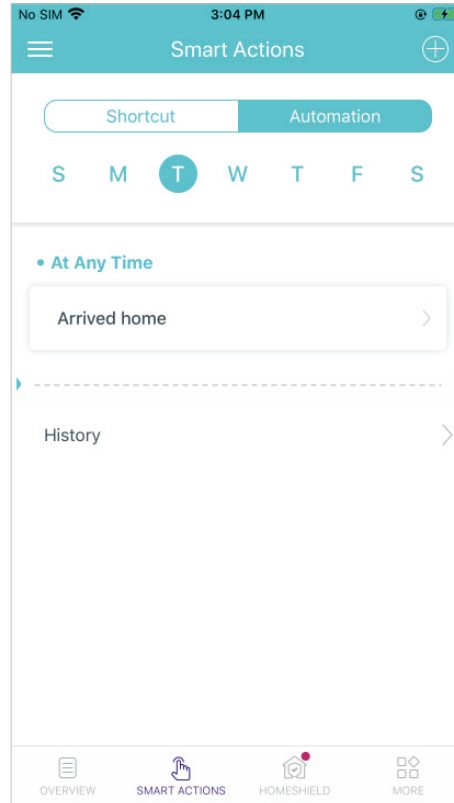 No SIM 3:04 PM
Smart Actions
Shortcut Automation
S M T W T F S
• At Any Time
Arrived home
History
OVERVIEW SMART ACTIONS HOMESHIELD MORE